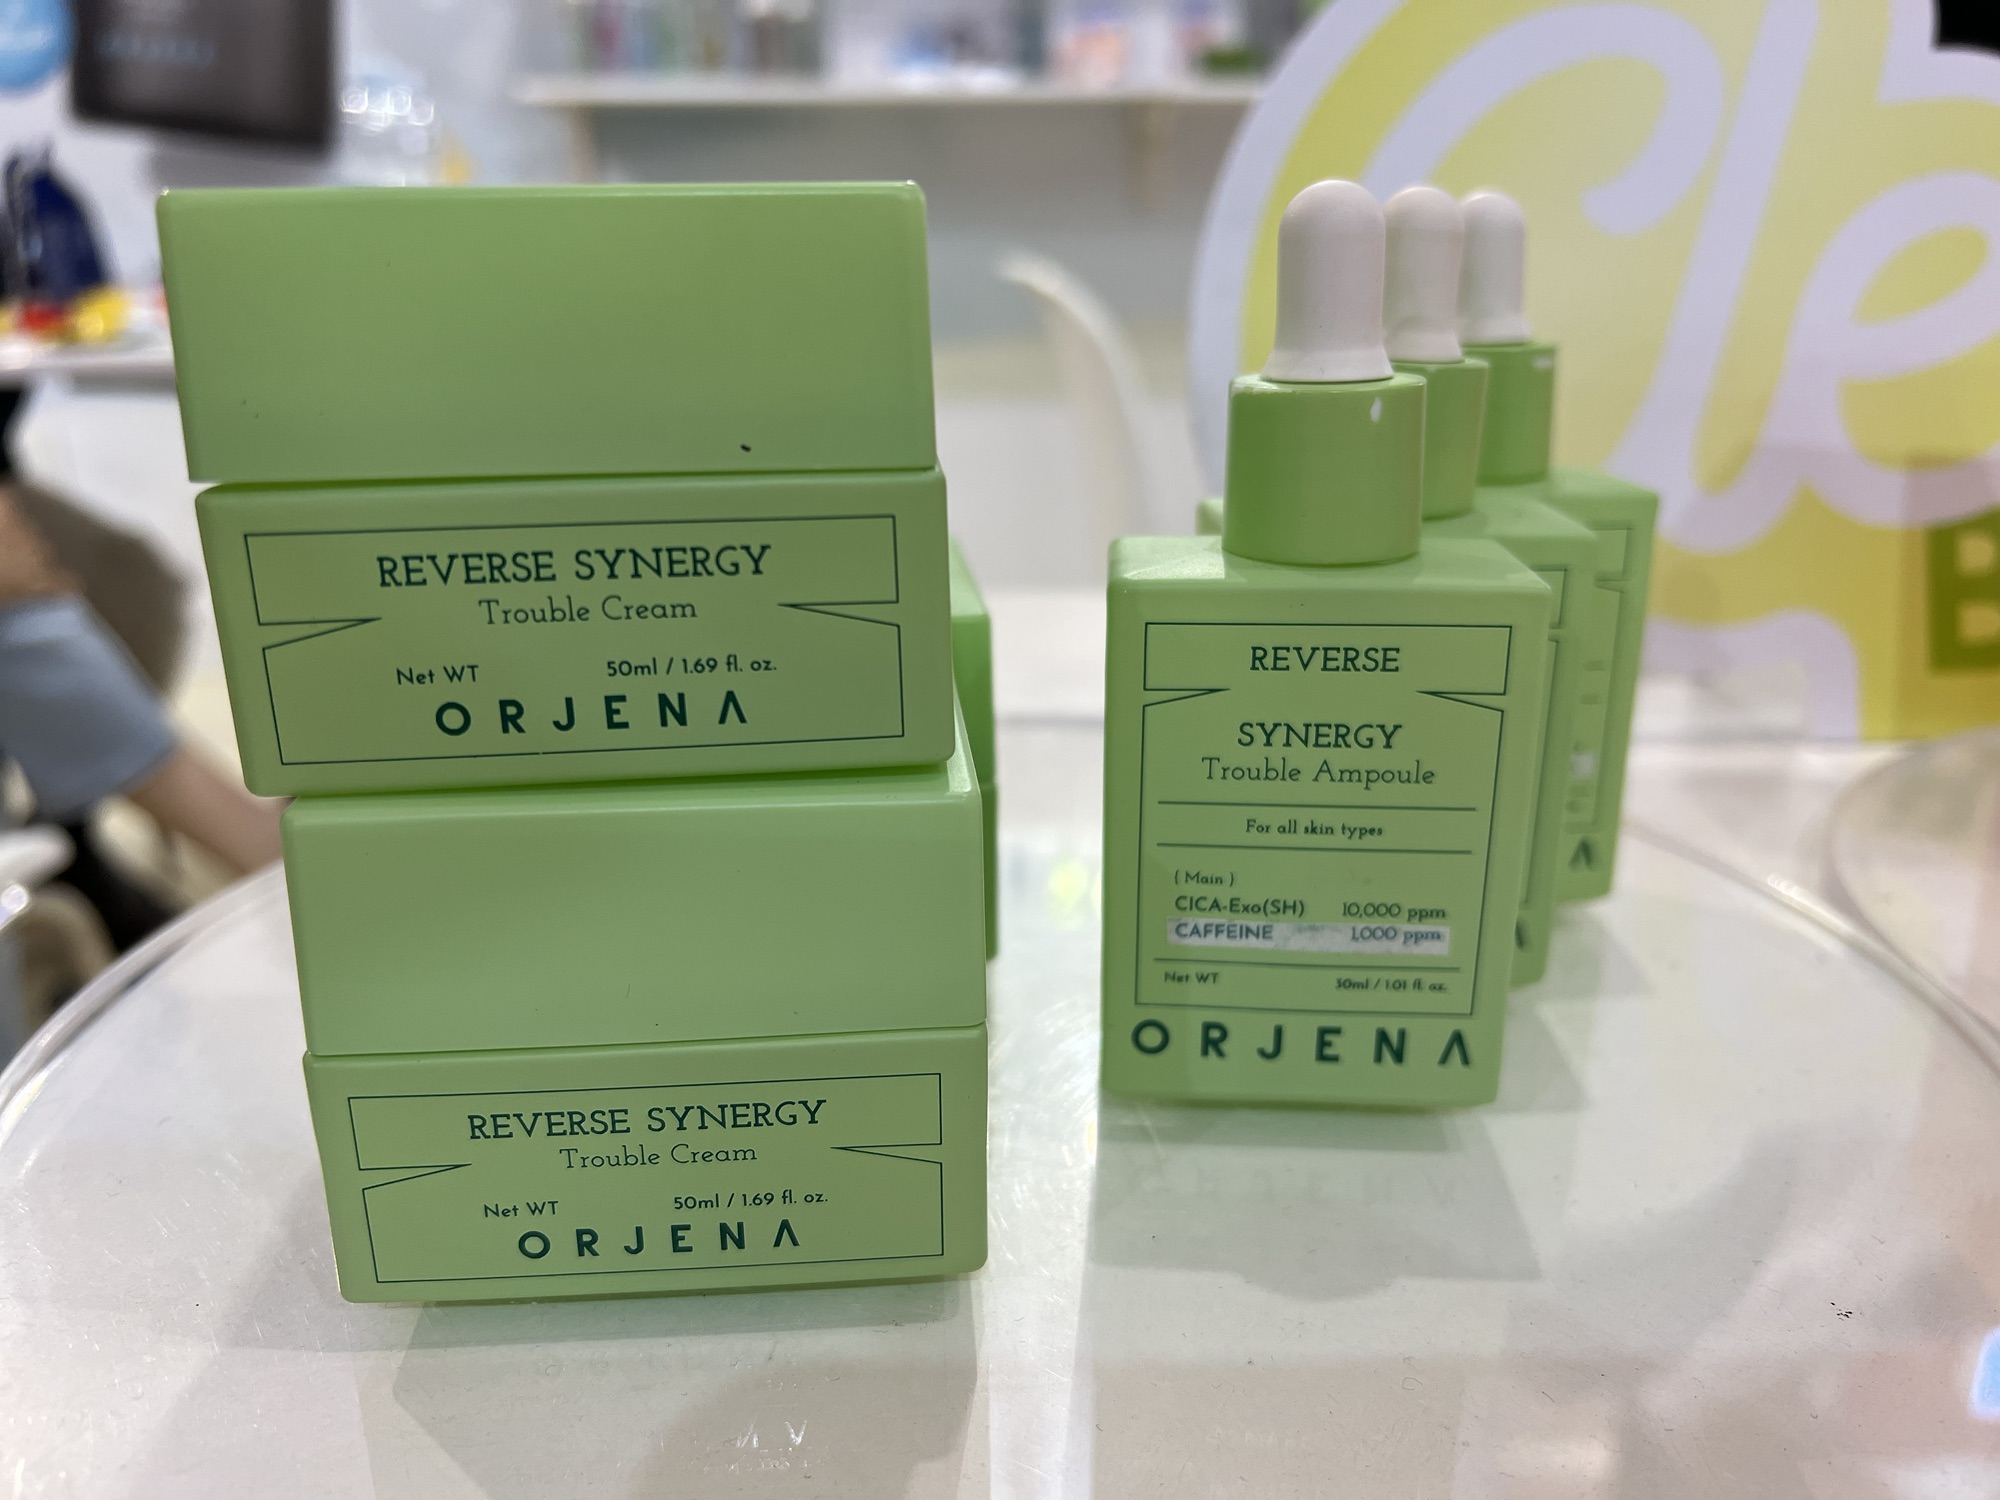 REVERSE SYNERGY
Trouble Cream
Net WT 50ml / 1.69 fl. oz.
ORJENA
REVERSE SYNERGY
Trouble Cream
Net WT 50ml / 1.69 fl. oz.
ORJENA
REVERSE
SYNERGY
Trouble Ampoule
For all skin types
( Main )
CICA-Exo(SH) 10,000 ppm
CAFFEINE 1,000 ppm
Net WT 30ml / 1.01 fl. oz.
ORJENA